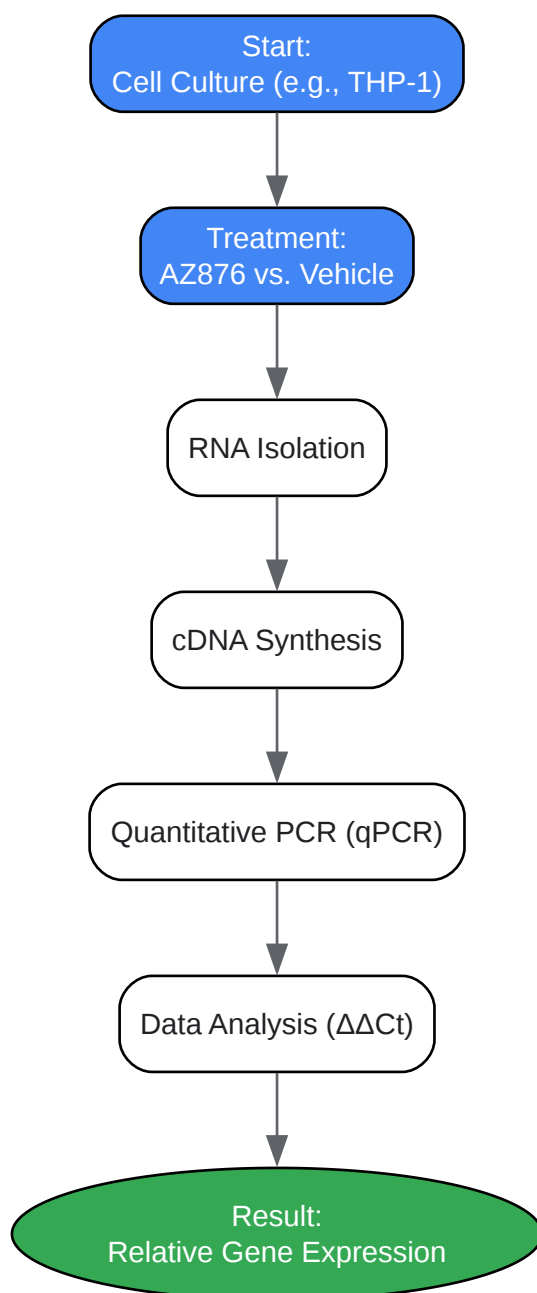 Start:
Cell Culture (e.g., THP-1)
Treatment:
AZ876 vs. Vehicle
RNA Isolation
cDNA Synthesis
Quantitative PCR (qPCR)
Data Analysis (ΔΔCt)
Result:
Relative Gene Expression